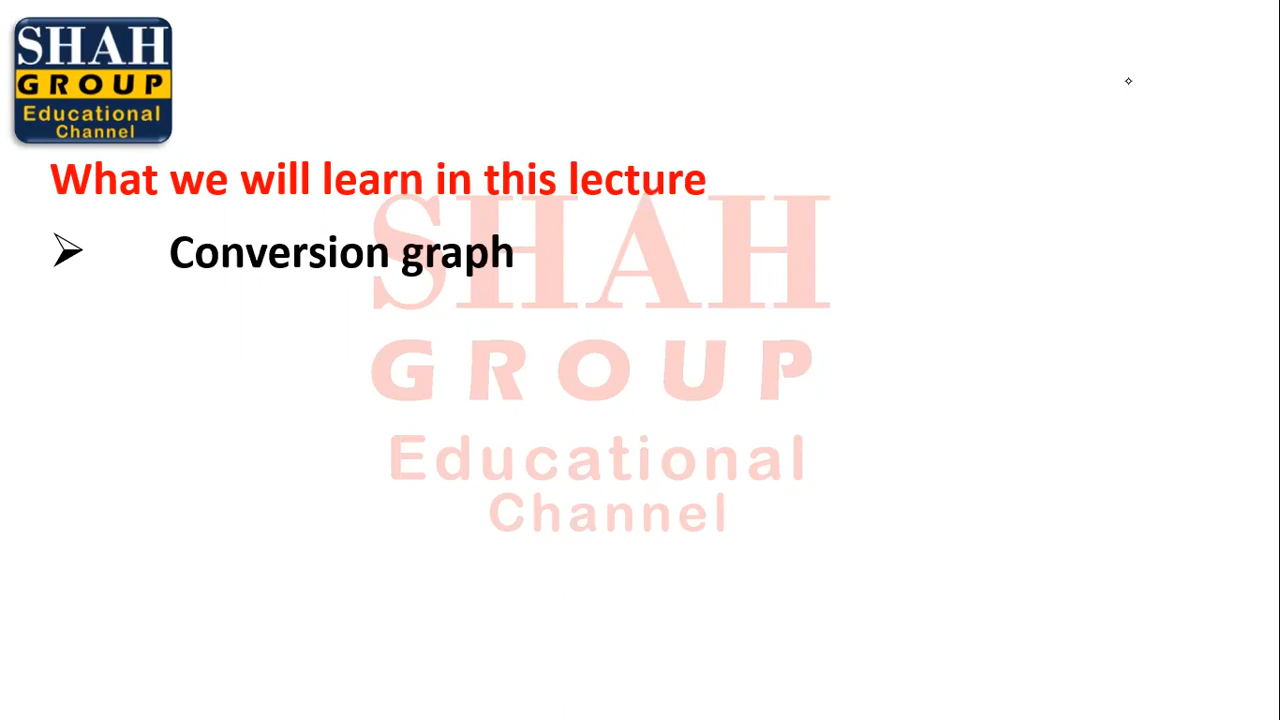 SHAH
GROUP
Educational
Channel
What we will learn in this lecture
➢ Conversion graph
SHAH
GROUP
Educational
Channel